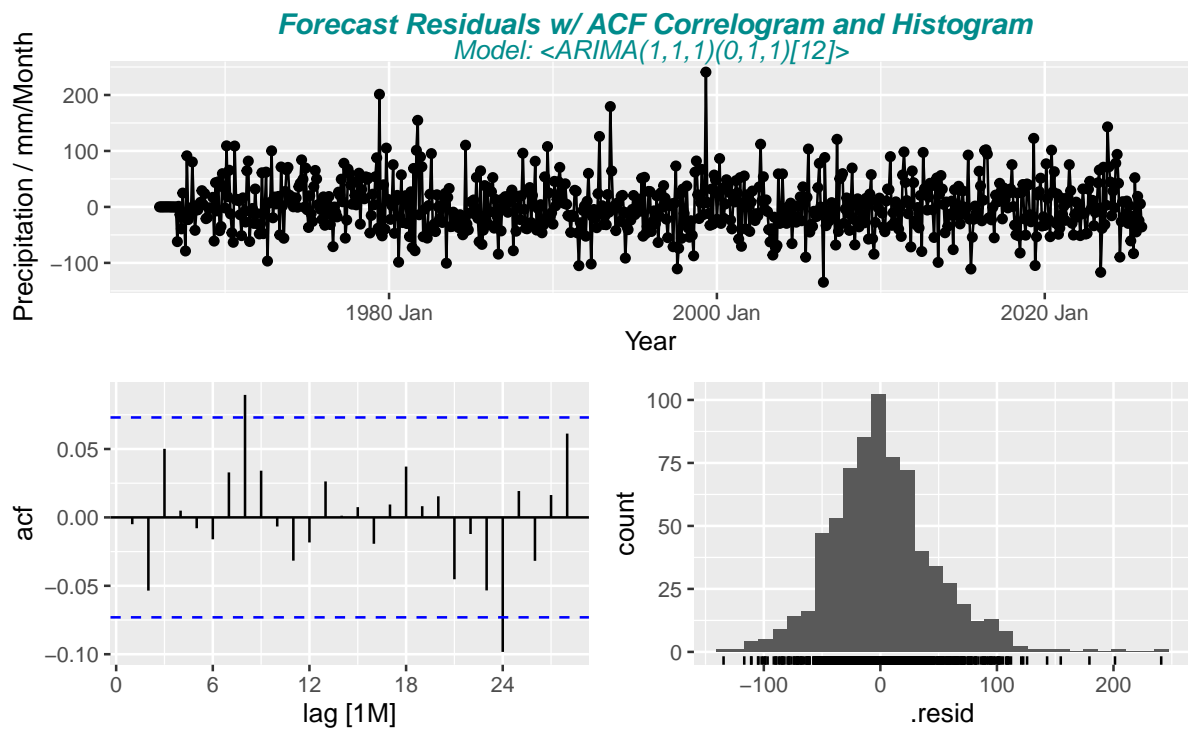 Forecast Residuals w/ ACF Correlogram and Histogram
Model: <ARIMA(1,1,1)(0,1,1)[12]>
Precipitation / mm/Month
200
100
0
−100
1980 Jan
2000 Jan
2020 Jan
Year
acf
0.05
0.00
−0.05
−0.10
0
6
12
18
24
lag [1M]
count
100
75
50
25
0
−100
0
100
200
.resid